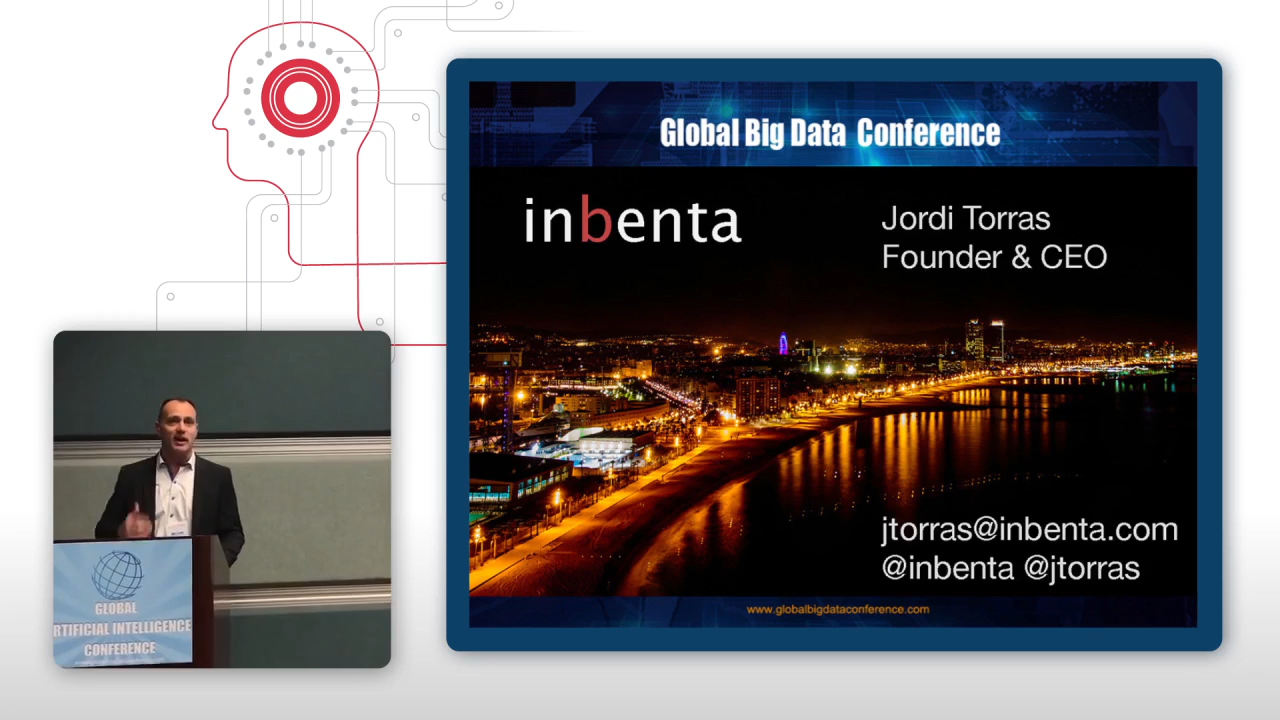 Global Big Data Conference
inbenta
Jordi Torras
Founder & CEO
jtorras@inbenta.com
@inbenta @jtorras
www.globalbigdataconference.com
GLOBAL
RTIFICIAL INTELLIGENCE
CONFERENCE